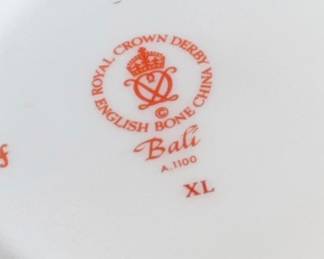 ROYAL CROWN DERBY
ENGLISH BONE CHINA
©
Bali
A.1100
XL